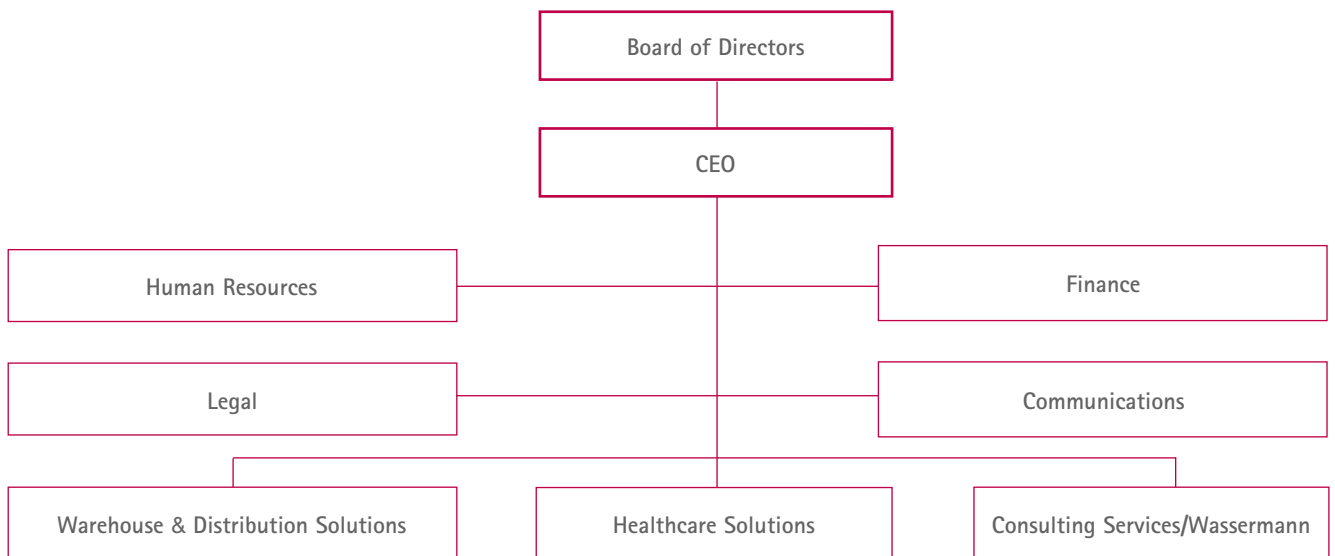 Board of Directors
CEO
Human Resources
Finance
Legal
Communications
Warehouse & Distribution Solutions
Healthcare Solutions
Consulting Services/Wassermann